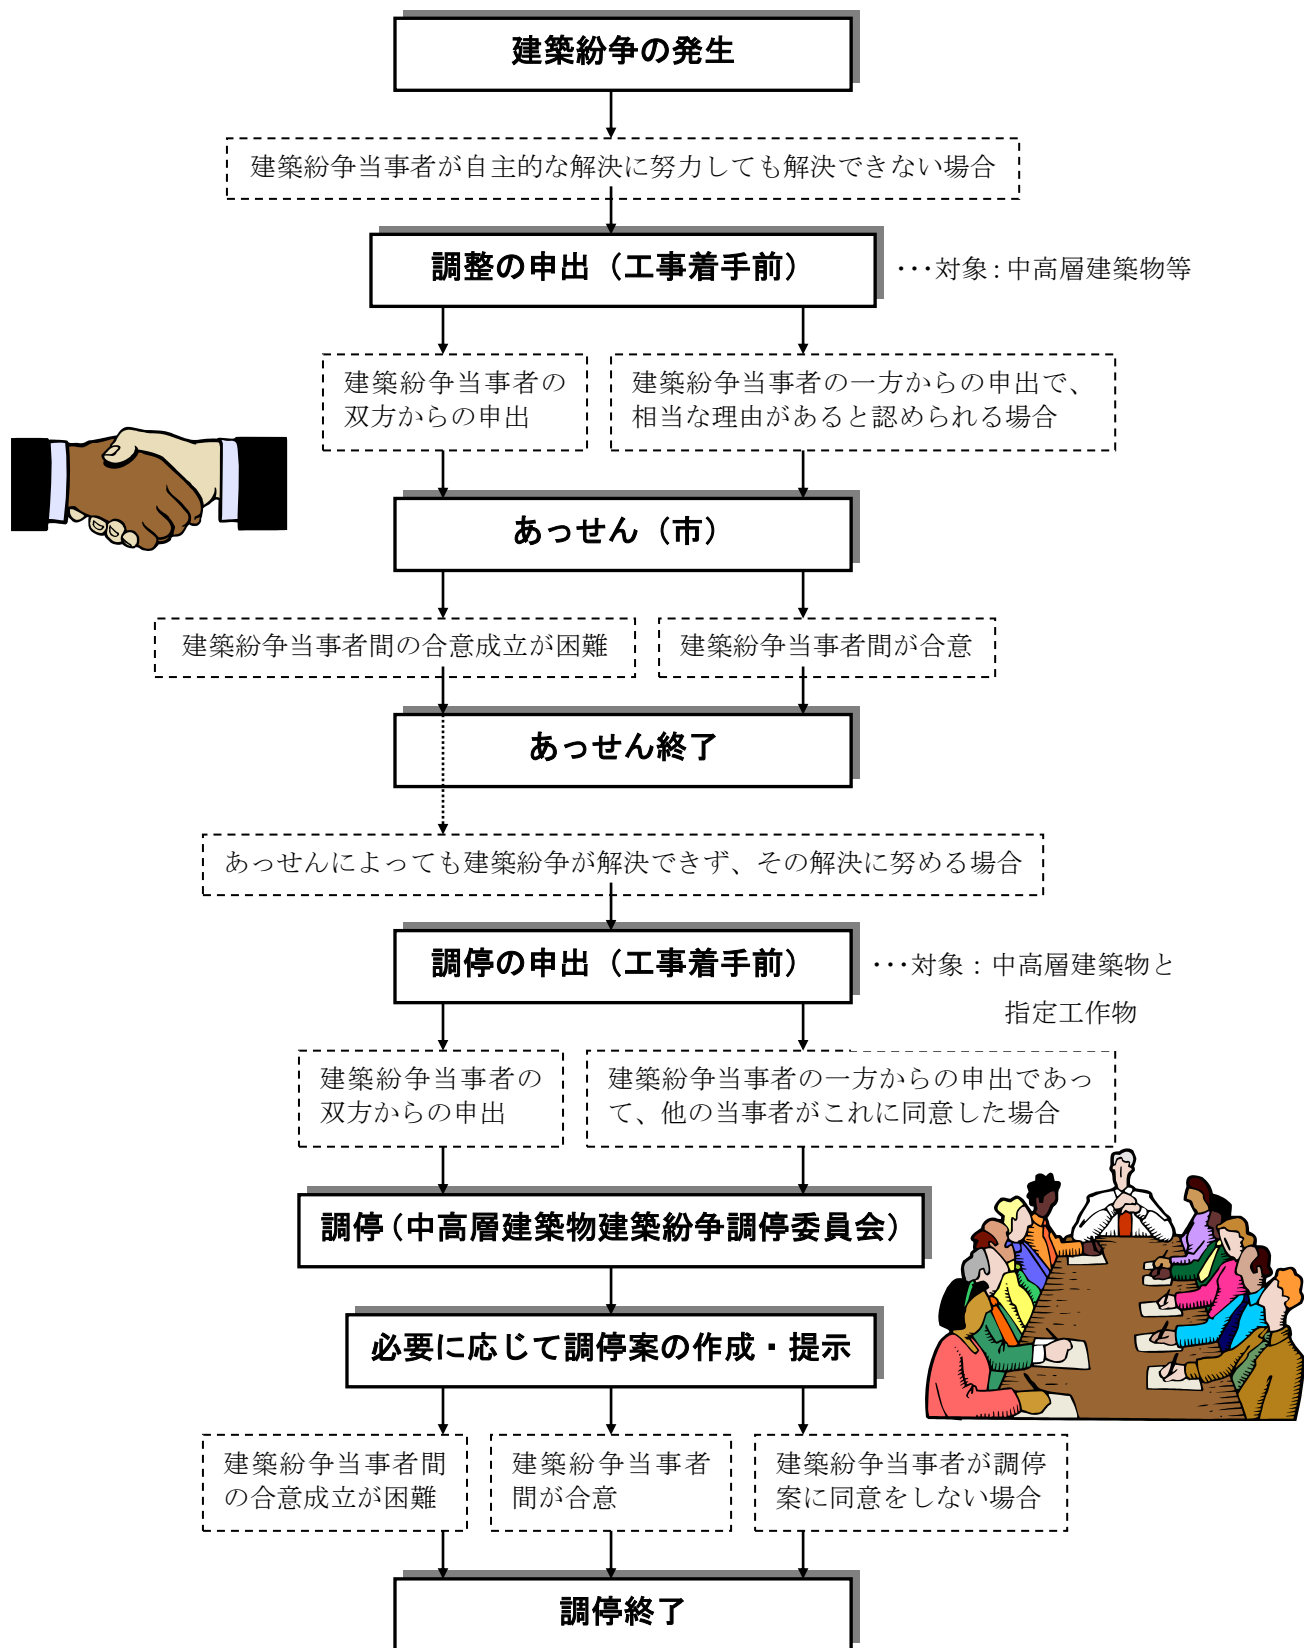 建築紛争の発生
建築紛争当事者が自主的な解決に努力しても解決できない場合
調整の申出（工事着手前）
･･･対象：中高層建築物等
建築紛争当事者の
双方からの申出
建築紛争当事者の一方からの申出で、
相当な理由があると認められる場合
あっせん（市）
建築紛争当事者間の合意成立が困難
建築紛争当事者間が合意
あっせん終了
あっせんによっても建築紛争が解決できず、その解決に努める場合
調停の申出（工事着手前）
･･･対象：中高層建築物と
指定工作物
建築紛争当事者の
双方からの申出
建築紛争当事者の一方からの申出であっ
て、他の当事者がこれに同意した場合
調停（中高層建築物建築紛争調停委員会）
必要に応じて調停案の作成・提示
建築紛争当事者間
の合意成立が困難
建築紛争当事者
間が合意
建築紛争当事者が調停
案に同意をしない場合
調停終了